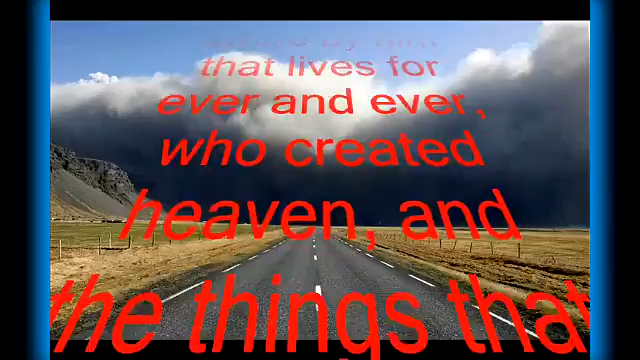 that lives for
ever and ever,
who created
heaven, and
the things that